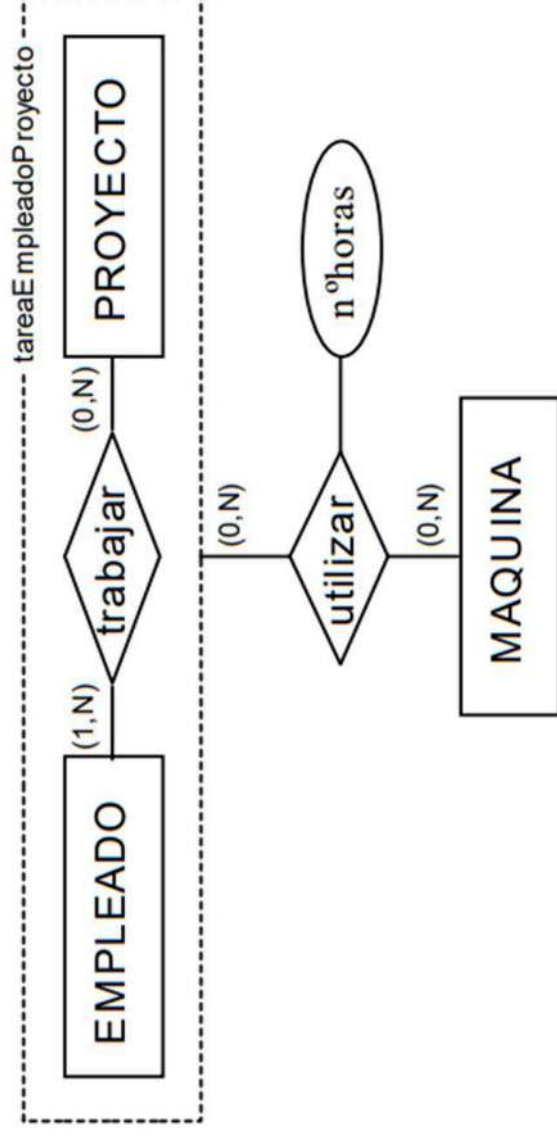 tareaEmpleadoProyecto
EMPLEADO
(1,N)
trabajar
(0,N)
PROYECTO
(0,N)
utilizar
nºhoras
(0,N)
MAQUINA